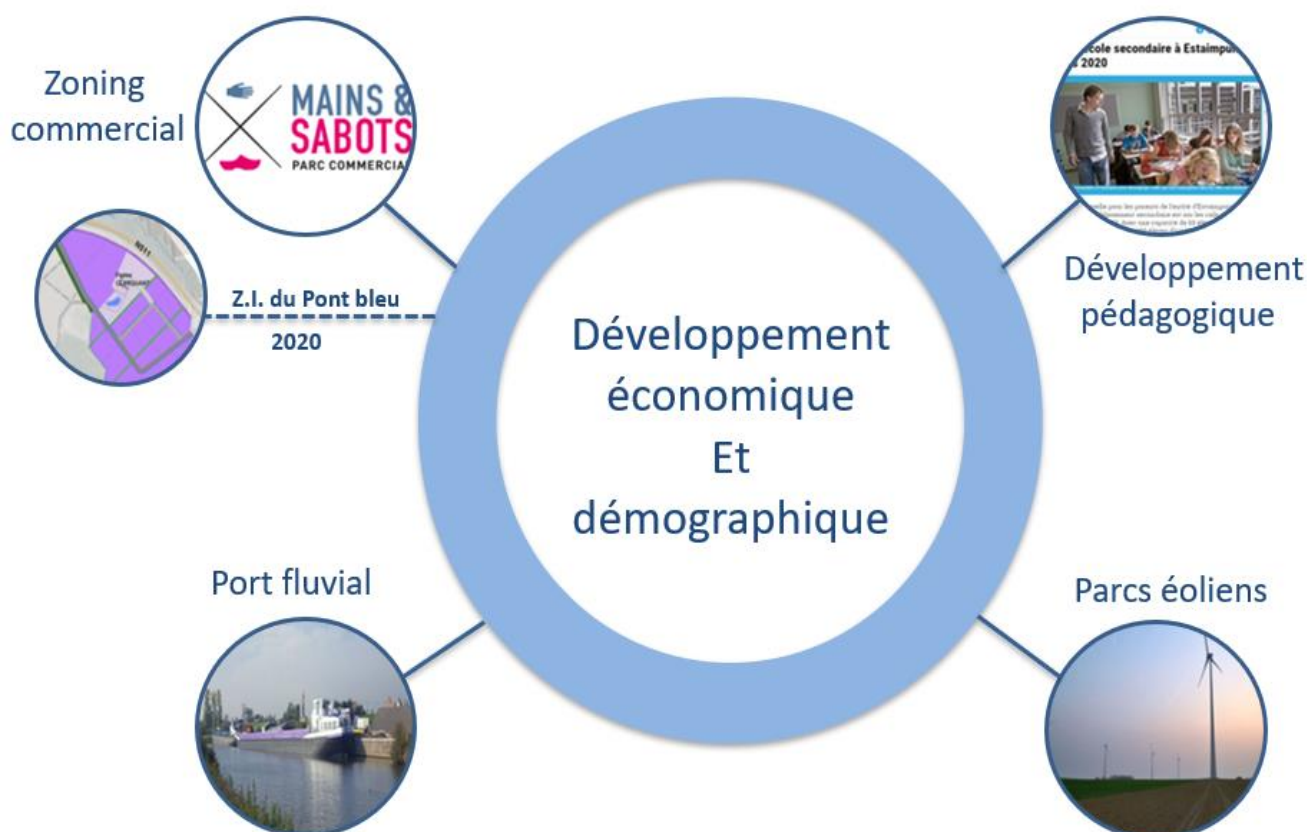 Zoning
commercial
MAINS &
SABOTS
PARC COMMERCIA
N511
Z.I. du Pont bleu
2020
école secondaire à Estaimpu
2020
Développement
pédagogique
Développement
économique
Et
démographique
Port fluvial
Parcs éoliens